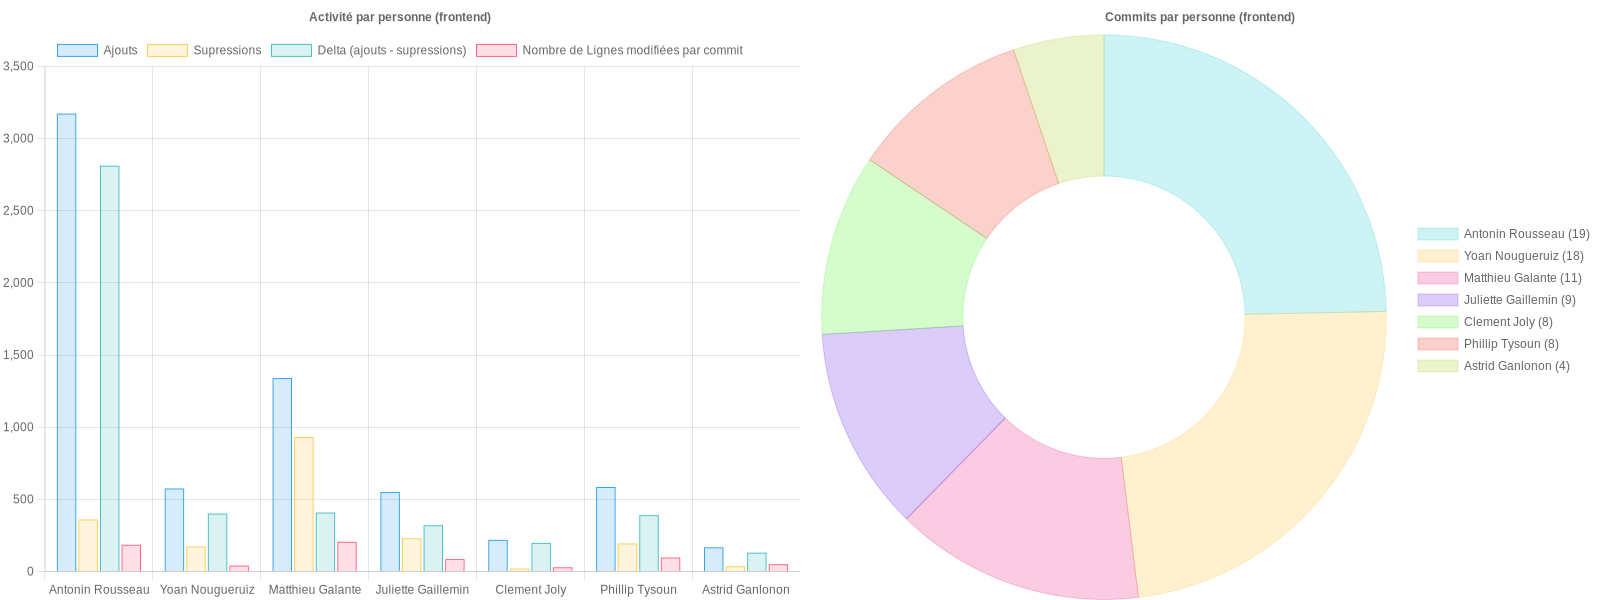 Activité par personne (frontend)
Ajouts Supressions Delta (ajouts - supressions) Nombre de Lignes modifiées par commit
3,500
3,000
2,500
2,000
1,500
1,000
500
0
Antonin Rousseau Yoan Nougueruiz Matthieu Galante Juliette Gaillemin Clement Joly Phillip Tysoun Astrid Ganlonon
Commits par personne (frontend)
Antonin Rousseau (19)
Yoan Nougueruiz (18)
Matthieu Galante (11)
Juliette Gaillemin (9)
Clement Joly (8)
Phillip Tysoun (8)
Astrid Ganlonon (4)